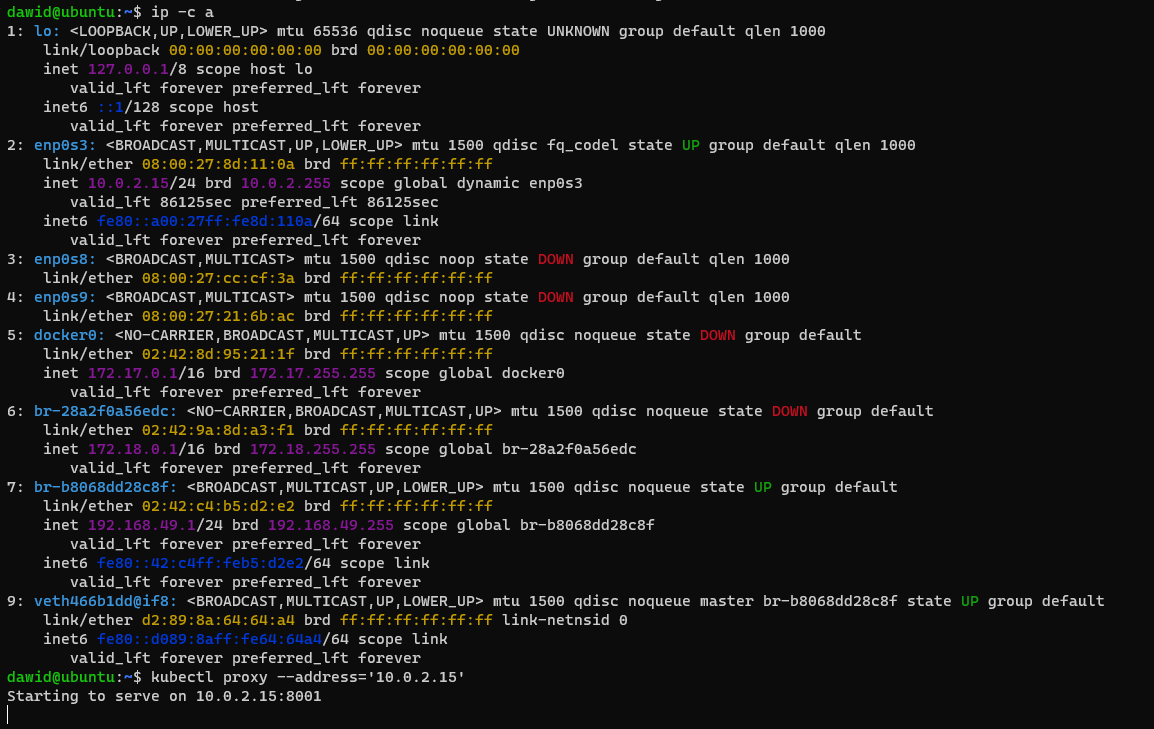 dawid@ubuntu:~$ ip -c a
1: lo: <LOOPBACK,UP,LOWER_UP> mtu 65536 qdisc noqueue state UNKNOWN group default qlen 1000
    link/loopback 00:00:00:00:00:00 brd 00:00:00:00:00:00
    inet 127.0.0.1/8 scope host lo
       valid_lft forever preferred_lft forever
    inet6 ::1/128 scope host
       valid_lft forever preferred_lft forever
2: enp0s3: <BROADCAST,MULTICAST,UP,LOWER_UP> mtu 1500 qdisc fq_codel state UP group default qlen 1000
    link/ether 08:00:27:8d:11:0a brd ff:ff:ff:ff:ff:ff
    inet 10.0.2.15/24 brd 10.0.2.255 scope global dynamic enp0s3
       valid_lft 86125sec preferred_lft 86125sec
    inet6 fe80::a00:27ff:fe8d:110a/64 scope link
       valid_lft forever preferred_lft forever
3: enp0s8: <BROADCAST,MULTICAST> mtu 1500 qdisc noop state DOWN group default qlen 1000
    link/ether 08:00:27:cc:cf:3a brd ff:ff:ff:ff:ff:ff
4: enp0s9: <BROADCAST,MULTICAST> mtu 1500 qdisc noop state DOWN group default qlen 1000
    link/ether 08:00:27:21:6b:ac brd ff:ff:ff:ff:ff:ff
5: docker0: <NO-CARRIER,BROADCAST,MULTICAST,UP> mtu 1500 qdisc noqueue state DOWN group default
    link/ether 02:42:8d:95:21:1f brd ff:ff:ff:ff:ff:ff
    inet 172.17.0.1/16 brd 172.17.255.255 scope global docker0
       valid_lft forever preferred_lft forever
6: br-28a2f0a56edc: <NO-CARRIER,BROADCAST,MULTICAST,UP> mtu 1500 qdisc noqueue state DOWN group default
    link/ether 02:42:9a:8d:a3:f1 brd ff:ff:ff:ff:ff:ff
    inet 172.18.0.1/16 brd 172.18.255.255 scope global br-28a2f0a56edc
       valid_lft forever preferred_lft forever
7: br-b8068dd28c8f: <BROADCAST,MULTICAST,UP,LOWER_UP> mtu 1500 qdisc noqueue state UP group default
    link/ether 02:42:c4:b5:d2:e2 brd ff:ff:ff:ff:ff:ff
    inet 192.168.49.1/24 brd 192.168.49.255 scope global br-b8068dd28c8f
       valid_lft forever preferred_lft forever
    inet6 fe80::42:c4ff:feb5:d2e2/64 scope link
       valid_lft forever preferred_lft forever
9: veth466b1dd@if8: <BROADCAST,MULTICAST,UP,LOWER_UP> mtu 1500 qdisc noqueue master br-b8068dd28c8f state UP group default
    link/ether d2:89:8a:64:64:a4 brd ff:ff:ff:ff:ff:ff link-netnsid 0
    inet6 fe80::d089:8aff:fe64:64a4/64 scope link
       valid_lft forever preferred_lft forever
dawid@ubuntu:~$ kubectl proxy --address='10.0.2.15'
Starting to serve on 10.0.2.15:8001